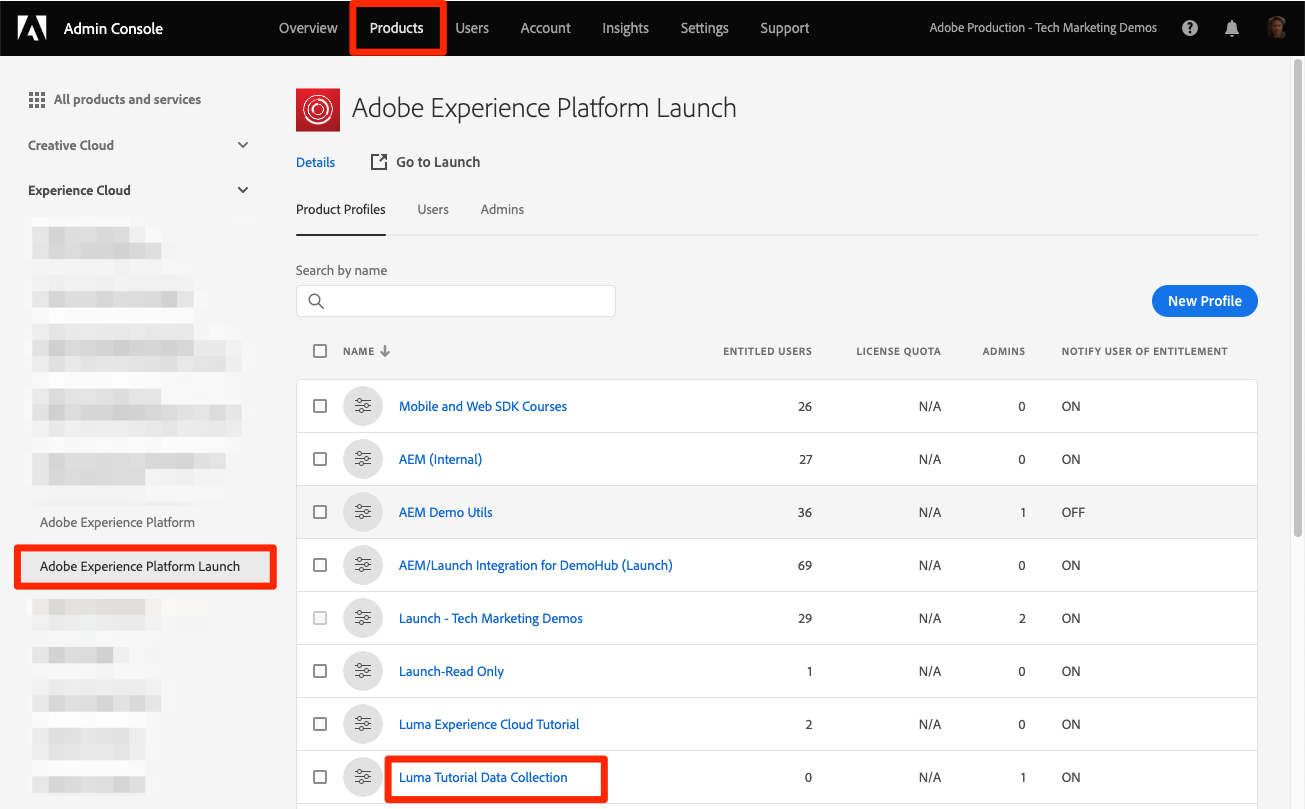 Admin Console Overview Products Users Account Insights Settings Support Adobe Production - Tech Marketing Demos
All products and services
Creative Cloud
Experience Cloud
Adobe Experience Platform
Adobe Experience Platform Launch
Adobe Experience Platform Launch
Details Go to Launch
Product Profiles Users Admins
Search by name
New Profile
NAME ENTITLED USERS LICENSE QUOTA ADMINS NOTIFY USER OF ENTITLEMENT
Mobile and Web SDK Courses 26 N/A 0 ON
AEM (Internal) 27 N/A 0 ON
AEM Demo Utils 36 N/A 1 OFF
AEM/Launch Integration for DemoHub (Launch) 69 N/A 0 ON
Launch - Tech Marketing Demos 29 N/A 2 ON
Launch-Read Only 1 N/A 0 ON
Luma Experience Cloud Tutorial 2 N/A 0 ON
Luma Tutorial Data Collection 0 N/A 1 ON